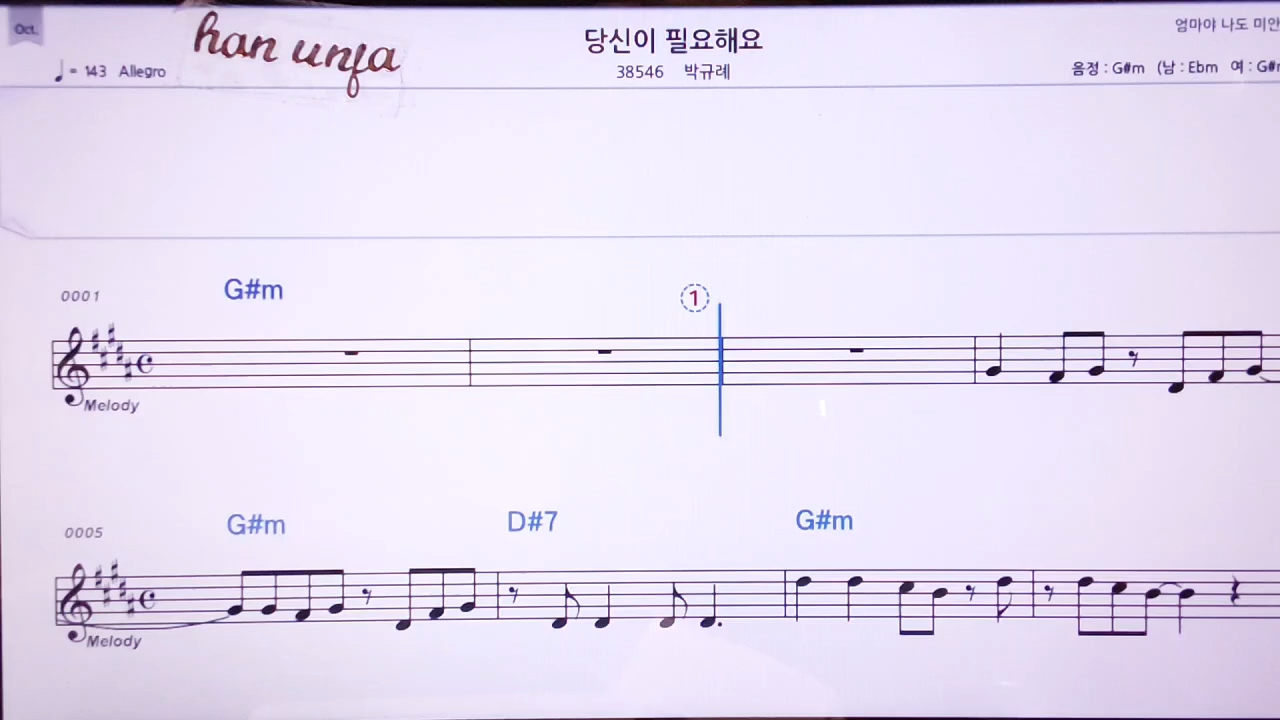 Oct.
han unja
당신이 필요해요
엄마야 나도 미안
♩ = 143 Allegro
38546 박규례
음정 : G#m (남 : Ebm 여 : G#
0001
G#m
1
Melody
0005
G#m D#7 G#m
Melody